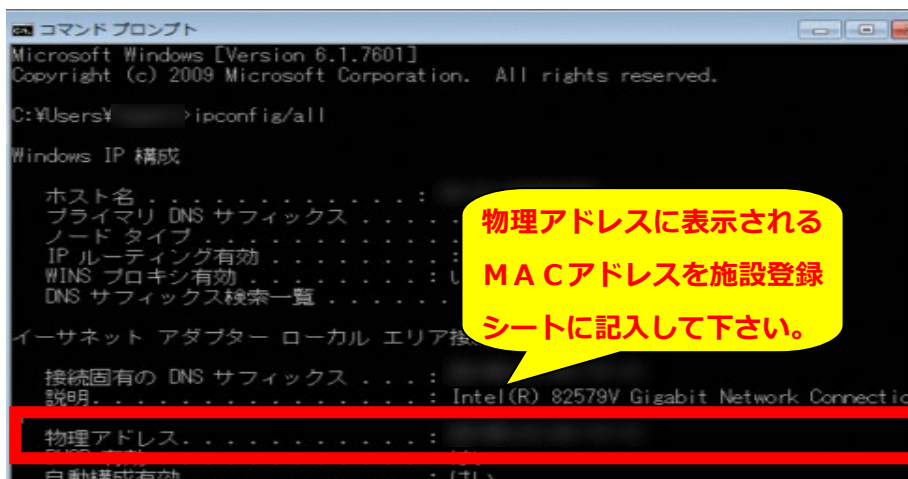 コマンド プロンプト
Microsoft Windows [Version 6.1.7601]
Copyright (c) 2009 Microsoft Corporation.  All rights reserved.
C:¥Users¥ >ipconfig/all
Windows IP 構成
ホスト名 . . . . . . . . . . . . :
プライマリ DNS サフィックス . . . . .
ノード タイプ . . . . . . . . . . . .
IP ルーティング有効 . . . . . . . . :
WINS プロキシ有効 . . . . . . . . . : い
DNS サフィックス検索一覧 . . . . . .
物理アドレスに表示される
ＭＡＣアドレスを施設登録
シートに記入して下さい。
イーサネット アダプター ローカル エリア接
接続固有の DNS サフィックス . . . :
説明. . . . . . . . . . . . . . . : Intel(R) 82579V Gigabit Network Connectio
物理アドレス. . . . . . . . . . . :
自動構成有効 . . . . . . . . . . . : はい